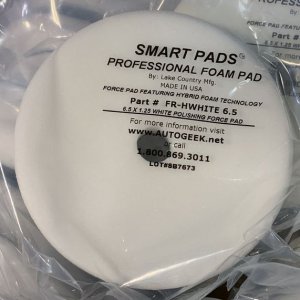 SMART PADS®
PROFESSIONAL FOAM PAD
By: Lake Country Mfg.
MADE IN USA
FORCE PAD FEATURING HYBRID FOAM TECHNOLOGY
Part # FR-HWHITE 6.5
6.5 X 1.25 WHITE POLISHING FORCE PAD
For more information visit
www.AUTOGEEK.net
or call
1.800.869.3011
LOT#SB7673